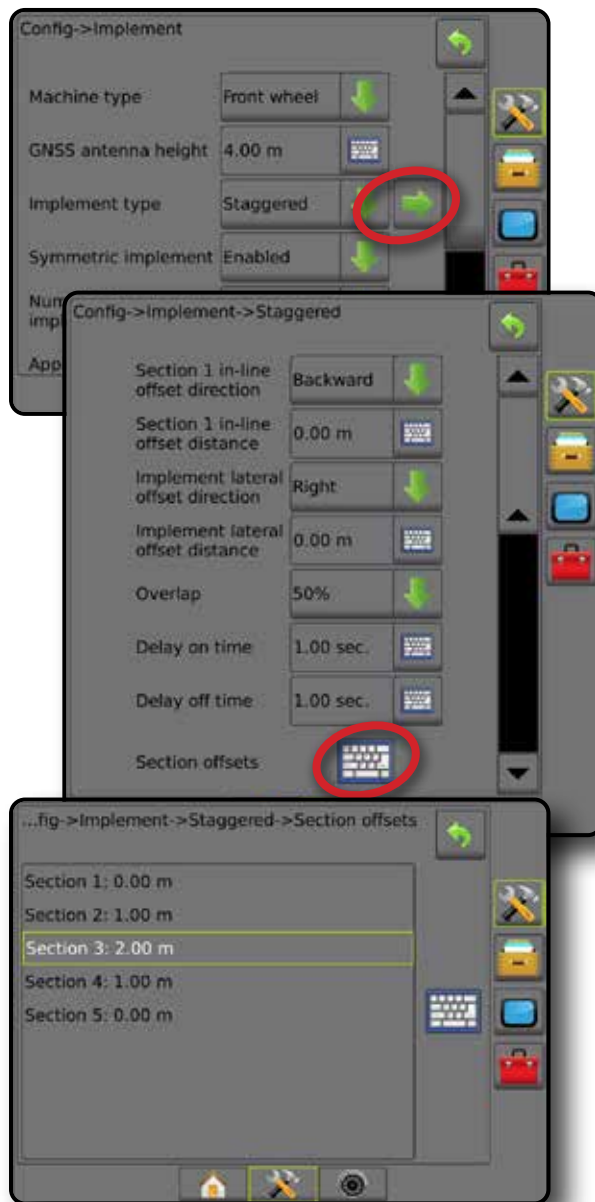 Config->Implement
Machine type Front wheel
GNSS antenna height 4.00 m
Implement type Staggered
Symmetric implement Enabled
Config->Implement->Staggered
Section 1 in-line
offset direction Backward
Section 1 in-line
offset distance 0.00 m
Implement lateral
offset direction Right
Implement lateral
offset distance 0.00 m
Overlap 50%
Delay on time 1.00 sec.
Delay off time 1.00 sec.
Section offsets
...fig->Implement->Staggered->Section offsets
Section 1: 0.00 m
Section 2: 1.00 m
Section 3: 2.00 m
Section 4: 1.00 m
Section 5: 0.00 m